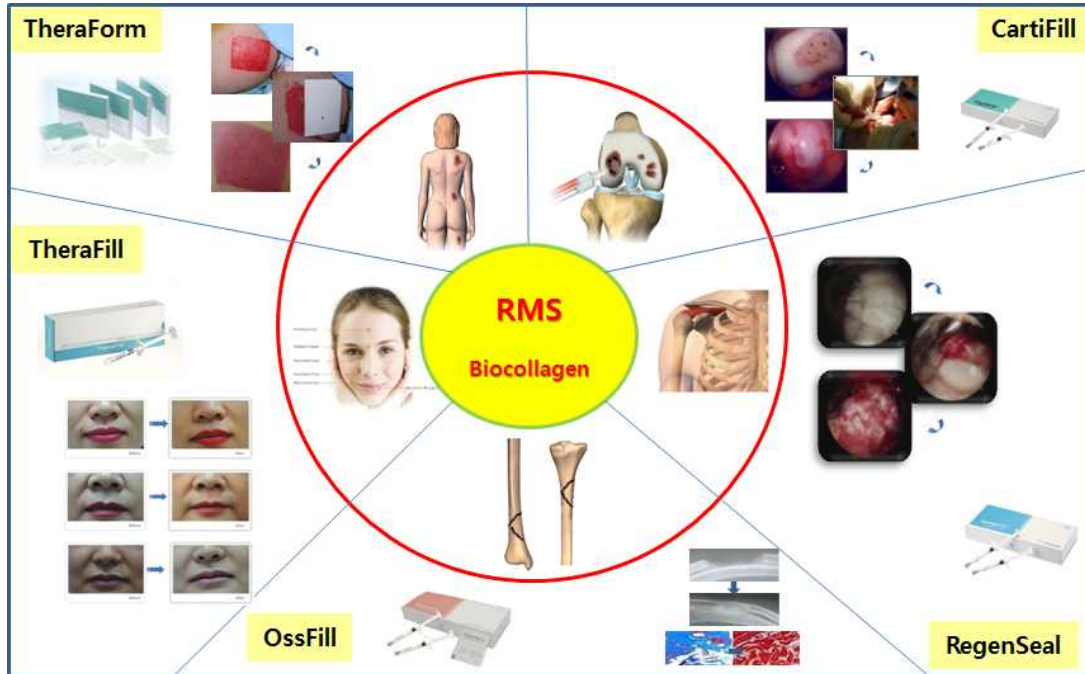 TheraForm
CartiFill
TheraFill
RMS
Biocollagen
OssFill
RegenSeal